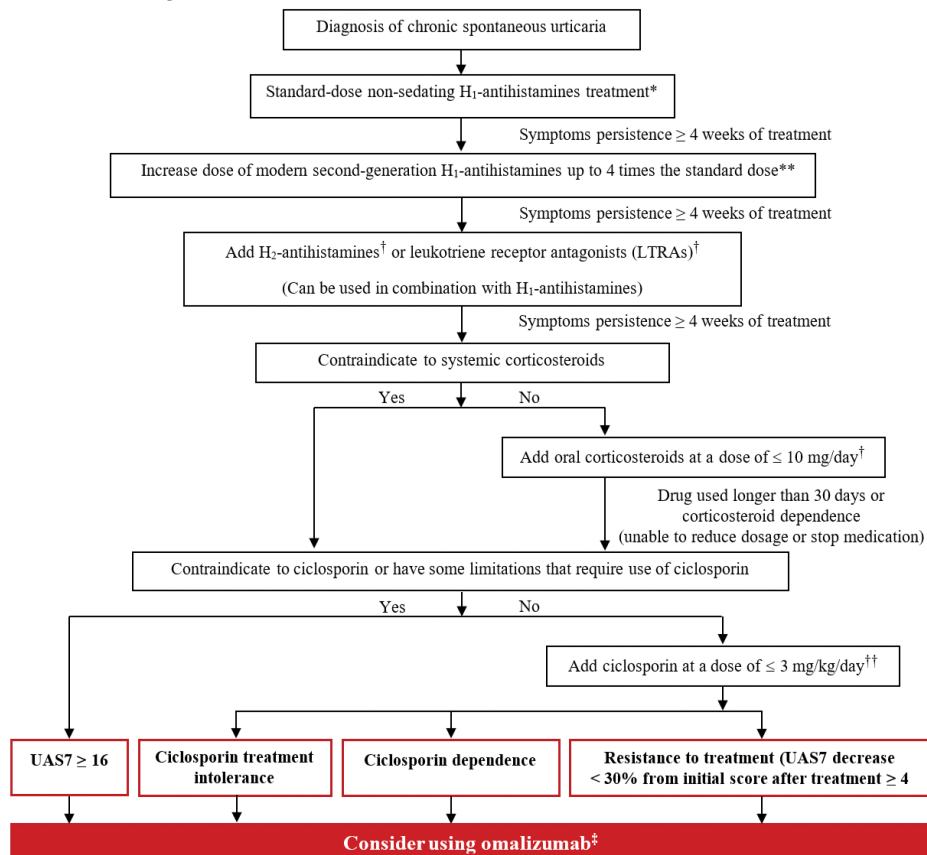 Diagnosis of chronic spontaneous urticaria
Standard-dose non-sedating H₁-antihistamines treatment*
Symptoms persistence ≥ 4 weeks of treatment
Increase dose of modern second-generation H₁-antihistamines up to 4 times the standard dose**
Symptoms persistence ≥ 4 weeks of treatment
Add H₂-antihistamines† or leukotriene receptor antagonists (LTRAs)†
(Can be used in combination with H₁-antihistamines)
Symptoms persistence ≥ 4 weeks of treatment
Contraindicate to systemic corticosteroids
Yes
No
Add oral corticosteroids at a dose of ≤ 10 mg/day†
Drug used longer than 30 days or
corticosteroid dependence
(unable to reduce dosage or stop medication)
Contraindicate to ciclosporin or have some limitations that require use of ciclosporin
Yes
No
Add ciclosporin at a dose of ≤ 3 mg/kg/day††
UAS7 ≥ 16
Ciclosporin treatment
intolerance
Ciclosporin dependence
Resistance to treatment (UAS7 decrease
< 30% from initial score after treatment ≥ 4
Consider using omalizumab‡